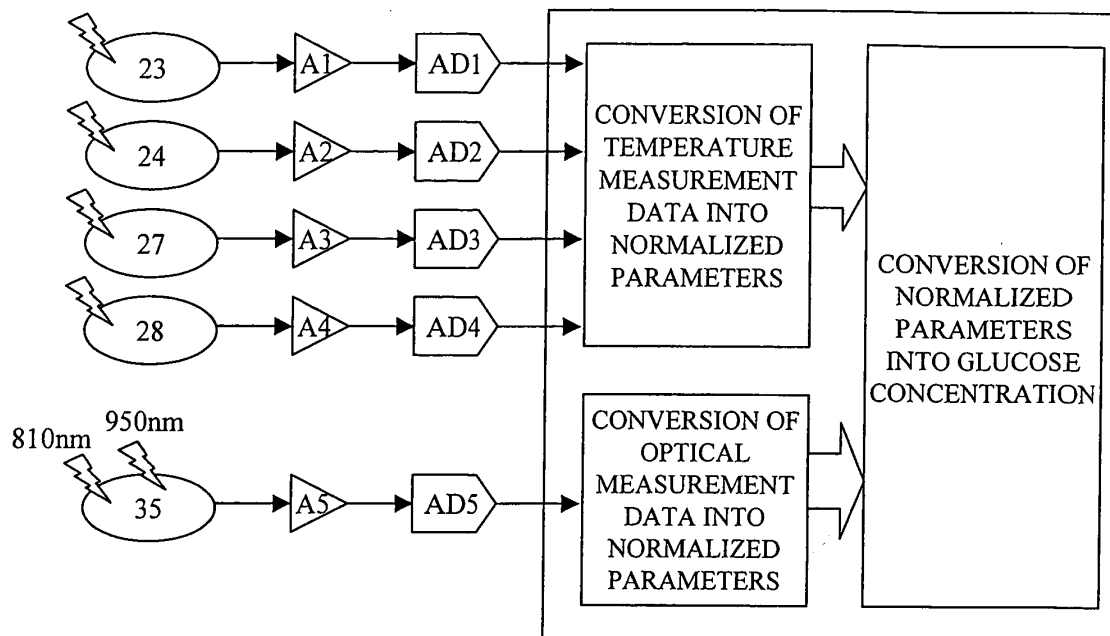 23
A1
AD1
24
A2
AD2
27
A3
AD3
28
A4
AD4
CONVERSION OF
TEMPERATURE
MEASUREMENT
DATA INTO
NORMALIZED
PARAMETERS
CONVERSION OF
NORMALIZED
PARAMETERS
INTO GLUCOSE
CONCENTRATION
810nm
950nm
35
A5
AD5
CONVERSION OF
OPTICAL
MEASUREMENT
DATA INTO
NORMALIZED
PARAMETERS